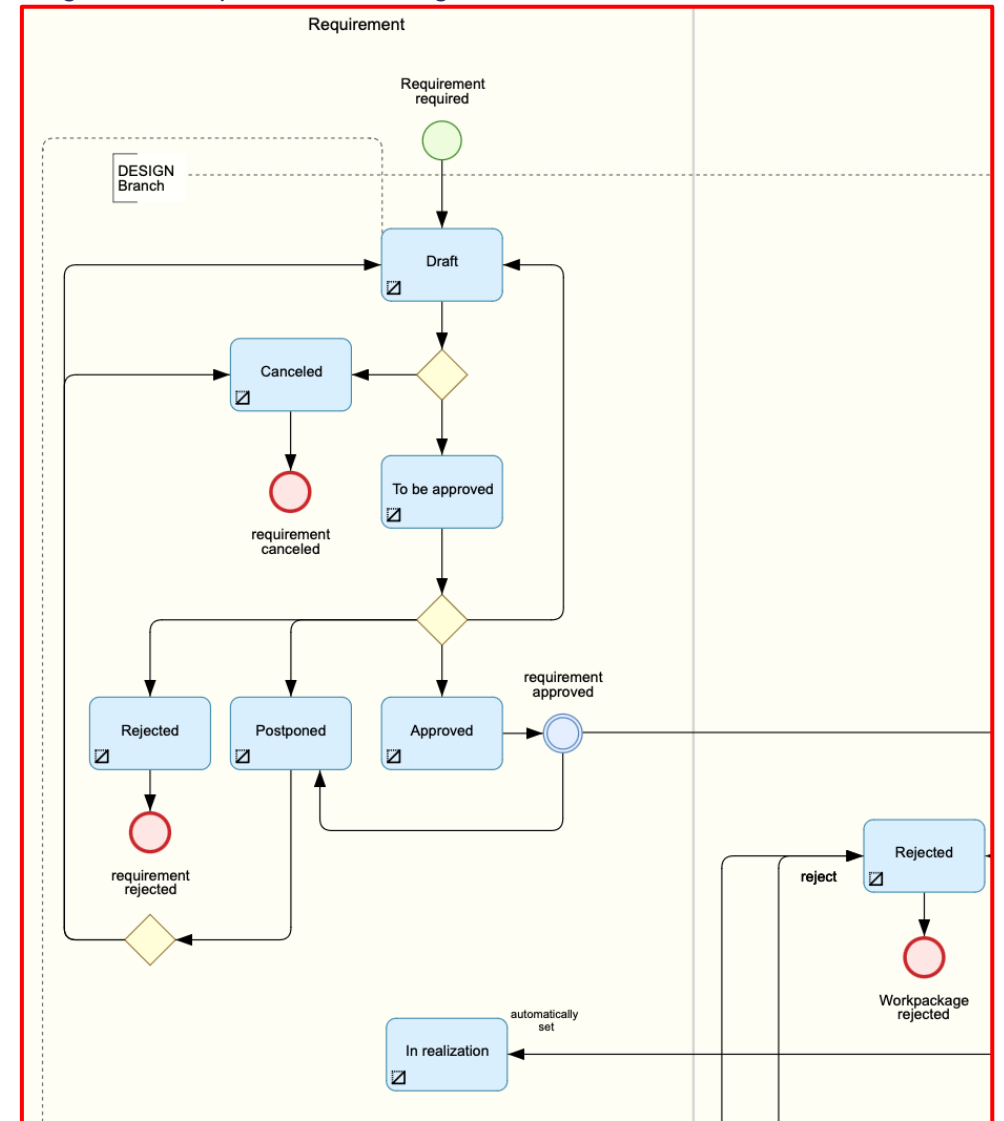 Requirement
Requirement
required
DESIGN
Branch
Draft
Canceled
To be approved
requirement
canceled
requirement
approved
Rejected
Postponed
Approved
Rejected
reject
requirement
rejected
Workpackage
rejected
automatically
set
In realization